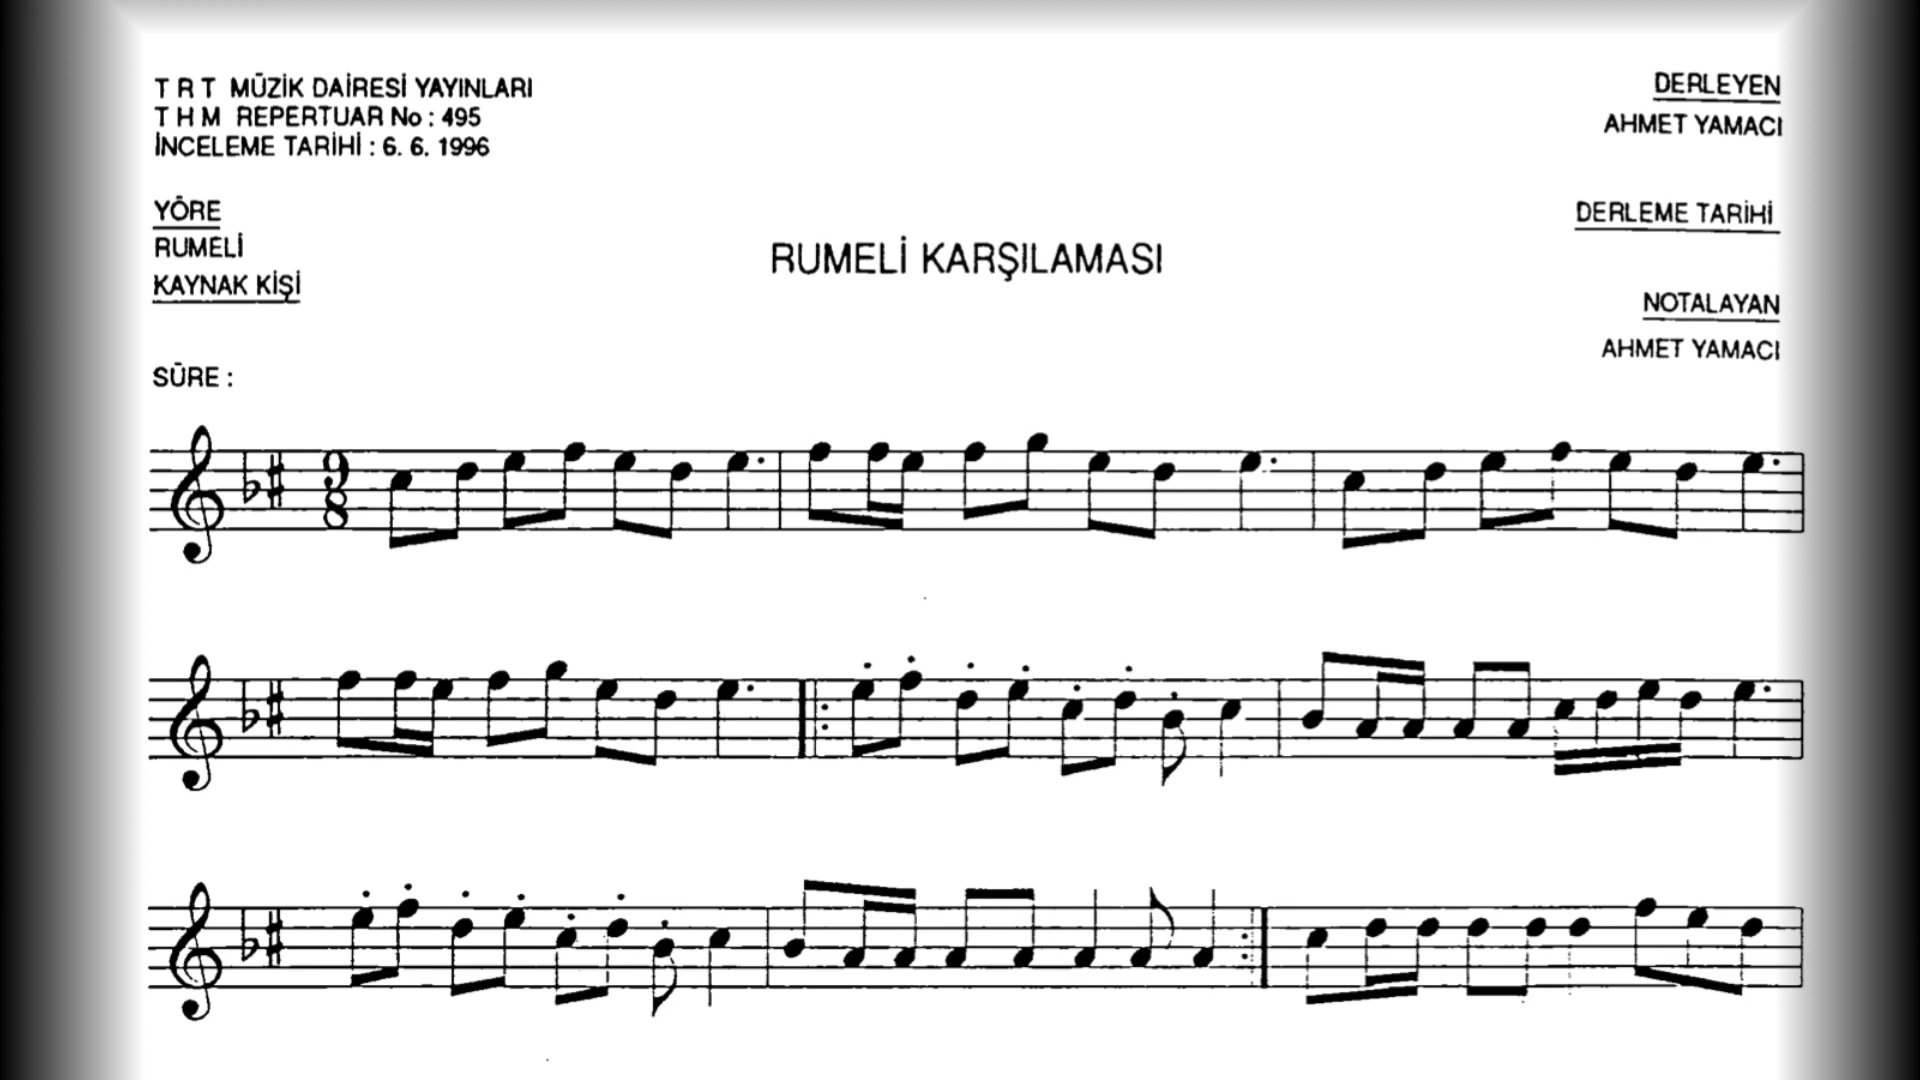 T R T MÜZİK DAİRESİ YAYINLARI
T H M REPERTUAR No : 495
İNCELEME TARİHİ : 6. 6. 1996
DERLEYEN
AHMET YAMACI
YÖRE
RUMELİ
KAYNAK KİŞİ
RUMELİ KARŞILAMASI
DERLEME TARİHİ
NOTALAYAN
AHMET YAMACI
SÜRE :
9
8